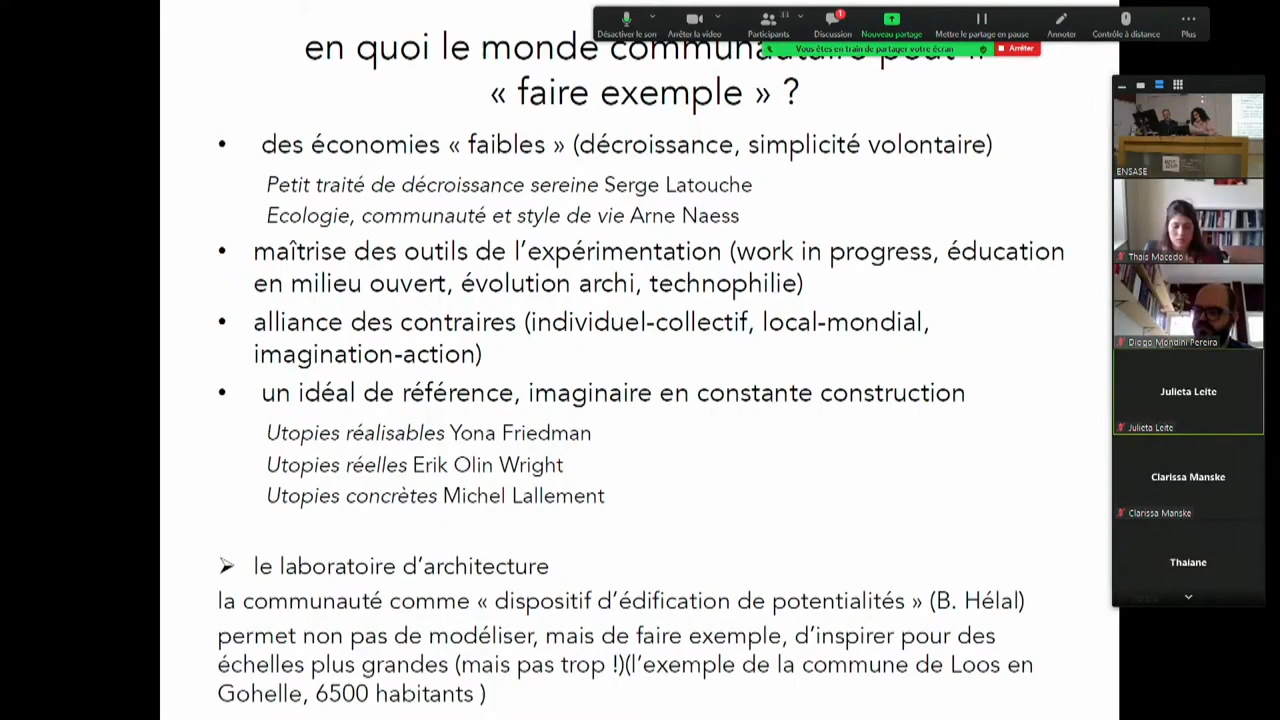 Désactiver le son
Arrêter la vidéo
Participants
33
Discussion
1
Nouveau partage
Mettre le partage en pause
Annoter
Contrôle à distance
Plus
Vous êtes en train de partager votre écran
Arrêter
en quoi le monde
« faire exemple » ?
• des économies « faibles » (décroissance, simplicité volontaire)
Petit traité de décroissance sereine Serge Latouche
Ecologie, communauté et style de vie Arne Naess
• maîtrise des outils de l’expérimentation (work in progress, éducation
en milieu ouvert, évolution archi, technophilie)
• alliance des contraires (individuel-collectif, local-mondial,
imagination-action)
• un idéal de référence, imaginaire en constante construction
Utopies réalisables Yona Friedman
Utopies réelles Erik Olin Wright
Utopies concrètes Michel Lallement
➢ le laboratoire d’architecture
la communauté comme « dispositif d’édification de potentialités » (B. Hélal)
permet non pas de modéliser, mais de faire exemple, d’inspirer pour des
échelles plus grandes (mais pas trop !)(l’exemple de la commune de Loos en
Gohelle, 6500 habitants )
ENSASE
Thais Macedo
Diogo Mondini Pereira
Julieta Leite
Julieta Leite
Clarissa Manske
Clarissa Manske
Thaiane